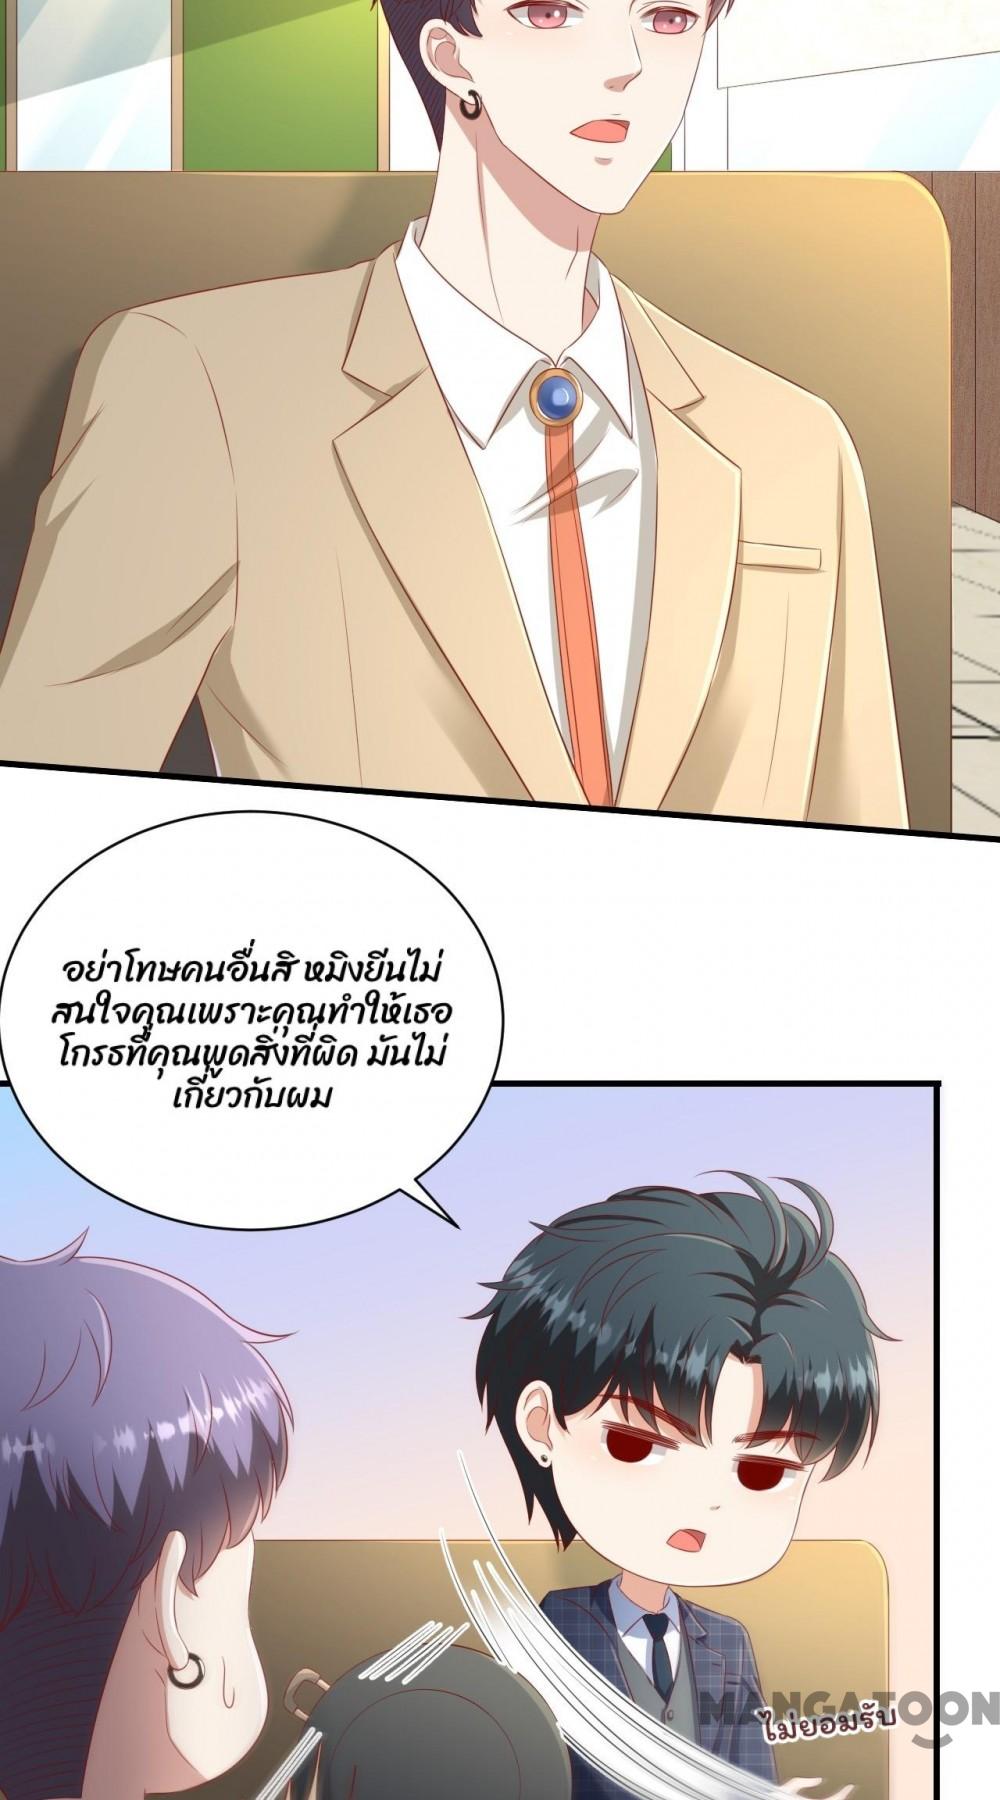 อย่าโทษคนอื่นสิ หมิงยีนไม่
สนใจคุณเพราะคุณทำให้เธอ
โกรธที่คุณพูดสิ่งที่ผิด มันไม่
เกี่ยวกับผม
MANGATOON
ไม่ยอมรับ